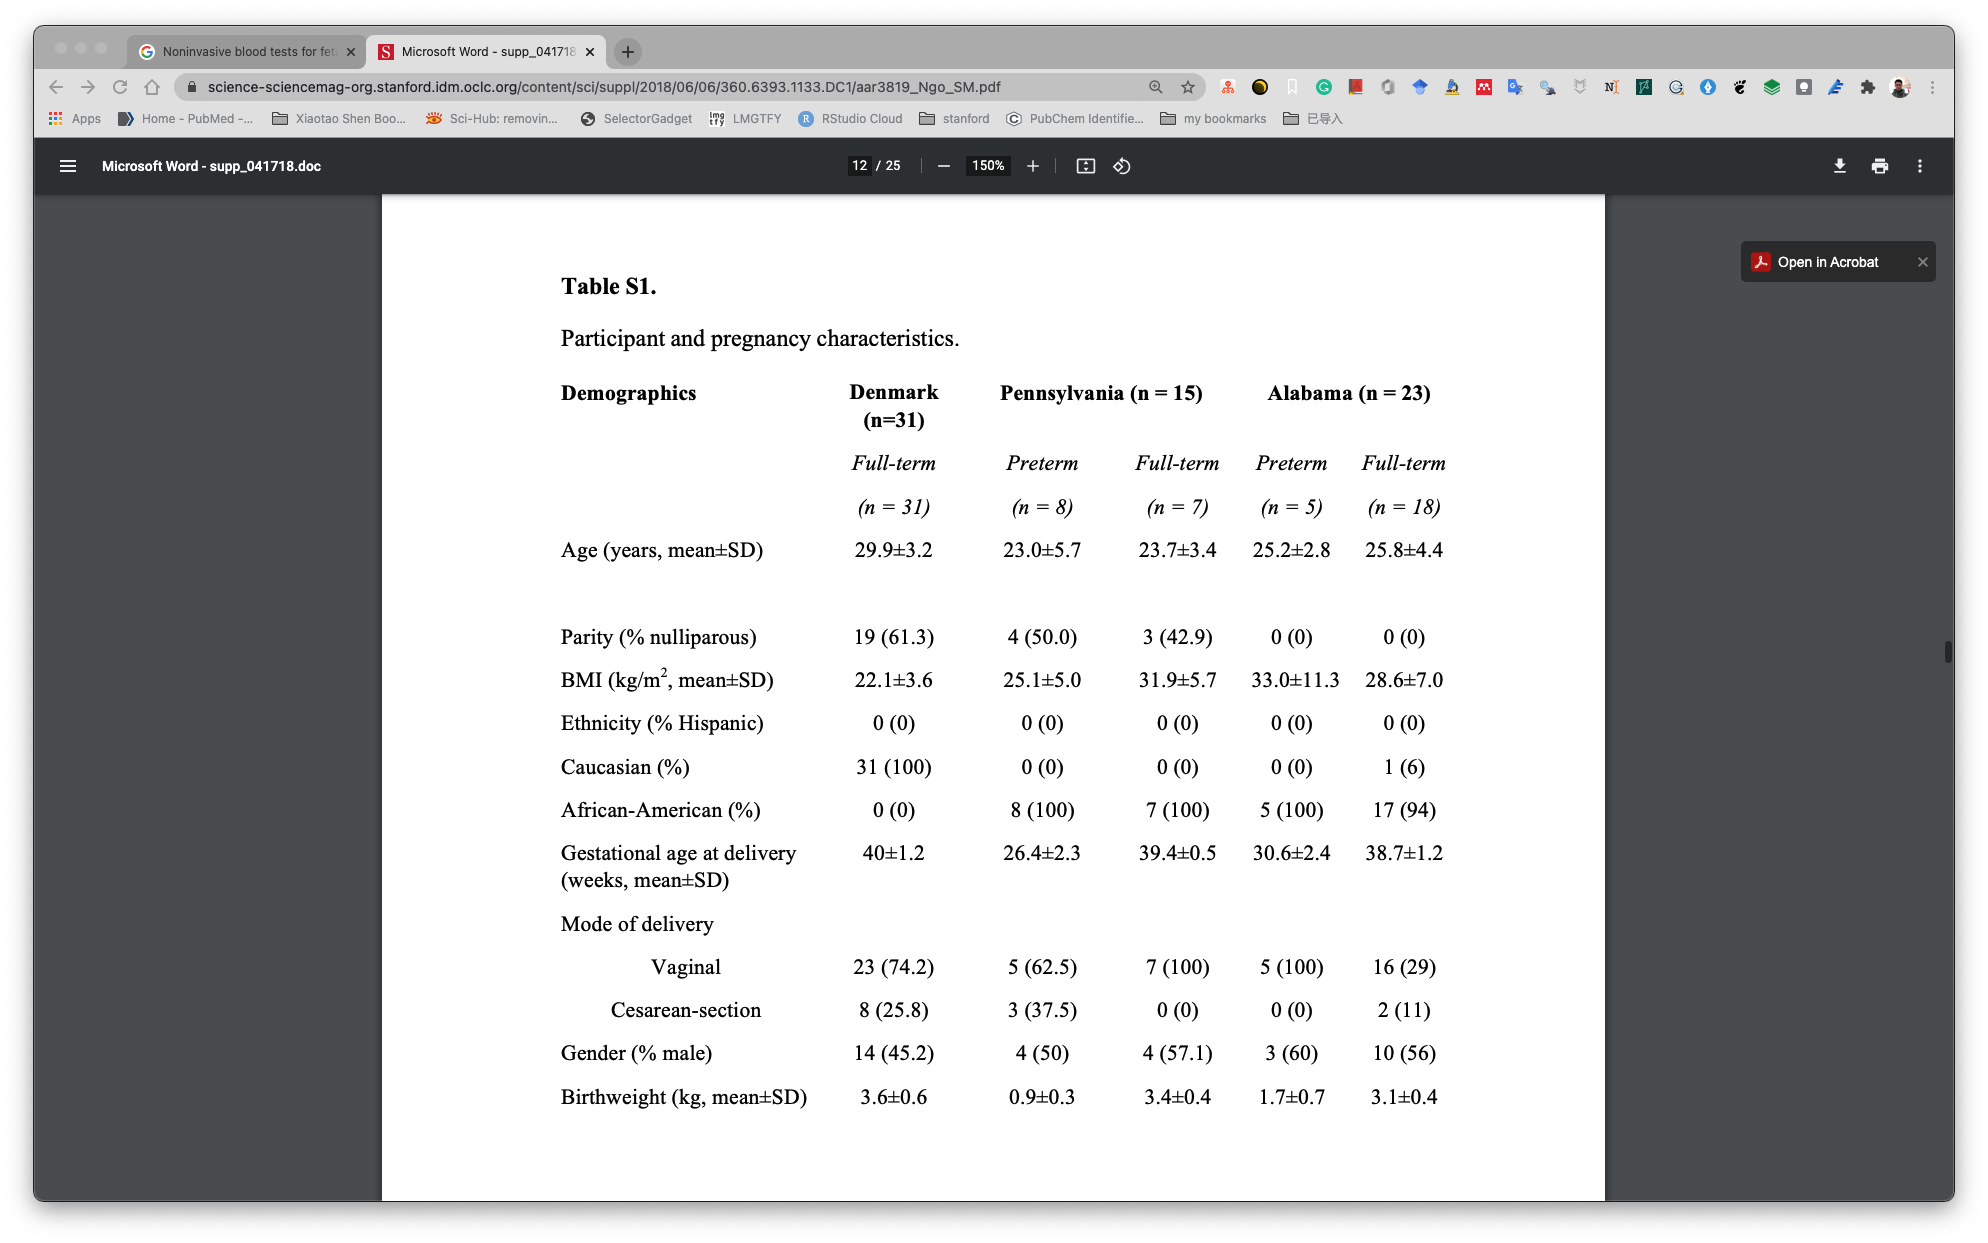 Noninvasive blood tests for feta
Microsoft Word - supp_041718
science-sciencemag-org.stanford.idm.oclc.org/content/sci/suppl/2018/06/06/360.6393.1133.DC1/aar3819_Ngo_SM.pdf
Apps Home - PubMed -... Xiaotao Shen Boo... Sci-Hub: removin... SelectorGadget LMGTFY RStudio Cloud stanford PubChem Identifie... my bookmarks 已导入
Microsoft Word - supp_041718.doc 12 / 25 150%
Open in Acrobat
Table S1.
Participant and pregnancy characteristics.
Demographics Denmark (n=31) Pennsylvania (n = 15) Alabama (n = 23)
Full-term Preterm Full-term Preterm Full-term
(n = 31) (n = 8) (n = 7) (n = 5) (n = 18)
Age (years, mean±SD) 29.9±3.2 23.0±5.7 23.7±3.4 25.2±2.8 25.8±4.4
Parity (% nulliparous) 19 (61.3) 4 (50.0) 3 (42.9) 0 (0) 0 (0)
BMI (kg/m², mean±SD) 22.1±3.6 25.1±5.0 31.9±5.7 33.0±11.3 28.6±7.0
Ethnicity (% Hispanic) 0 (0) 0 (0) 0 (0) 0 (0) 0 (0)
Caucasian (%) 31 (100) 0 (0) 0 (0) 0 (0) 1 (6)
African-American (%) 0 (0) 8 (100) 7 (100) 5 (100) 17 (94)
Gestational age at delivery 40±1.2 26.4±2.3 39.4±0.5 30.6±2.4 38.7±1.2
(weeks, mean±SD)
Mode of delivery
Vaginal 23 (74.2) 5 (62.5) 7 (100) 5 (100) 16 (29)
Cesarean-section 8 (25.8) 3 (37.5) 0 (0) 0 (0) 2 (11)
Gender (% male) 14 (45.2) 4 (50) 4 (57.1) 3 (60) 10 (56)
Birthweight (kg, mean±SD) 3.6±0.6 0.9±0.3 3.4±0.4 1.7±0.7 3.1±0.4